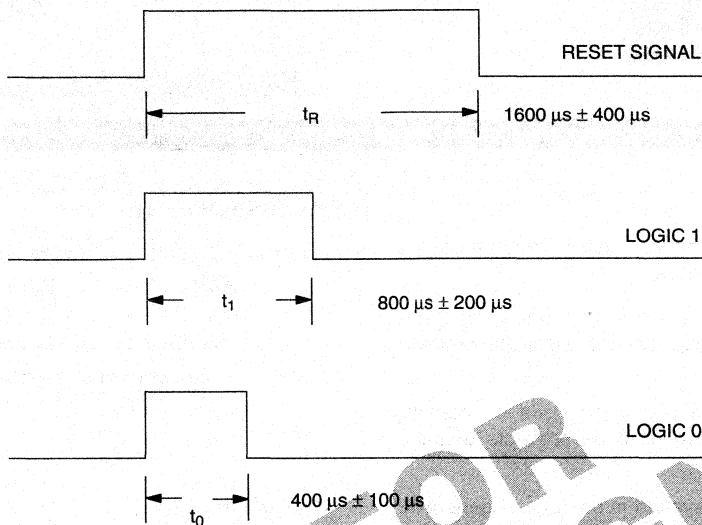 RESET SIGNAL
tR
1600 µs ± 400 µs
LOGIC 1
t1
800 µs ± 200 µs
LOGIC 0
400 µs ± 100 µs
t0
FOR